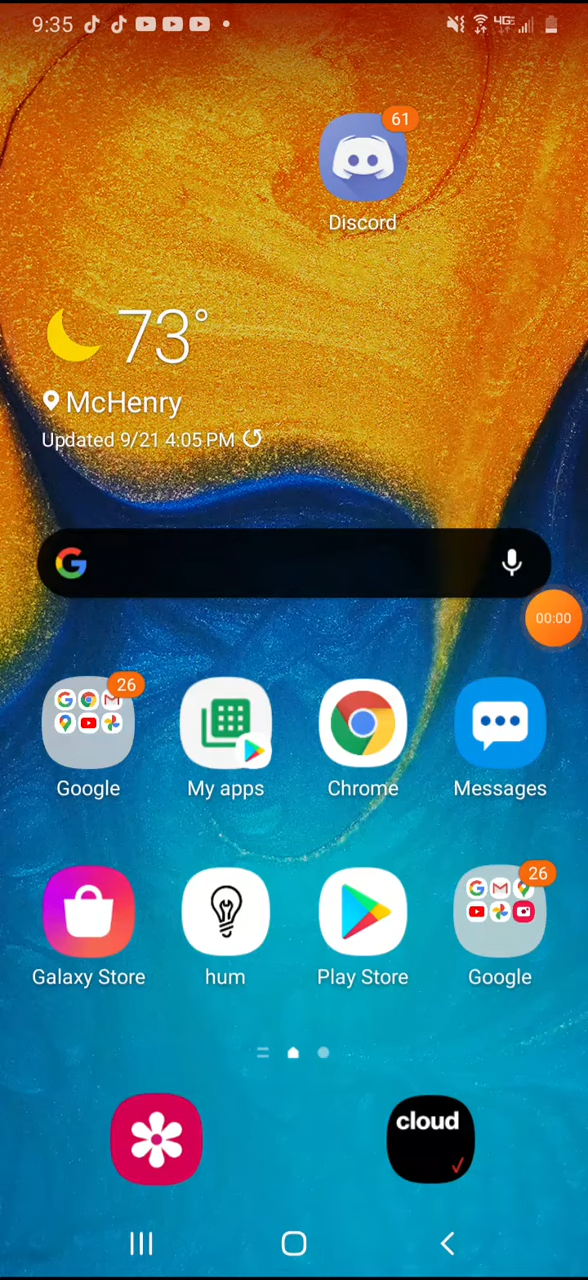 9:35
4GE
61
Discord
73°
McHenry
Updated 9/21 4:05 PM
00:00
26
Google
My apps
Chrome
Messages
26
Galaxy Store
hum
Play Store
Google
cloud